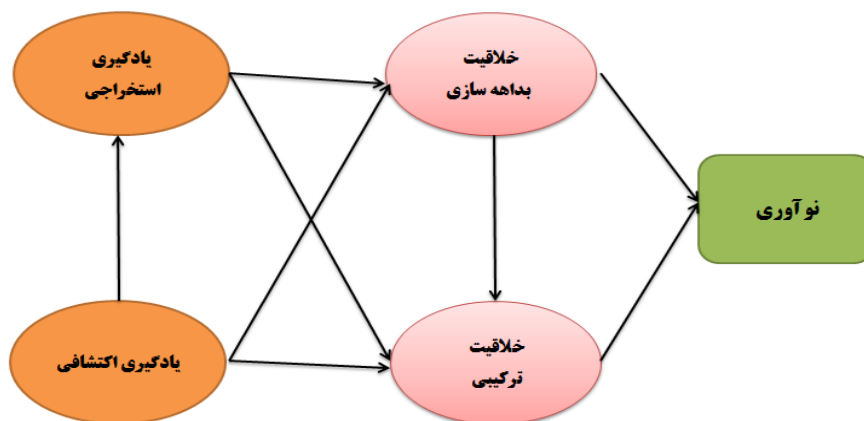 یادگیری
استخراجی
خلاقیت
بداهه سازی
نوآوری
یادگیری اکتشافی
خلاقیت
ترکیبی